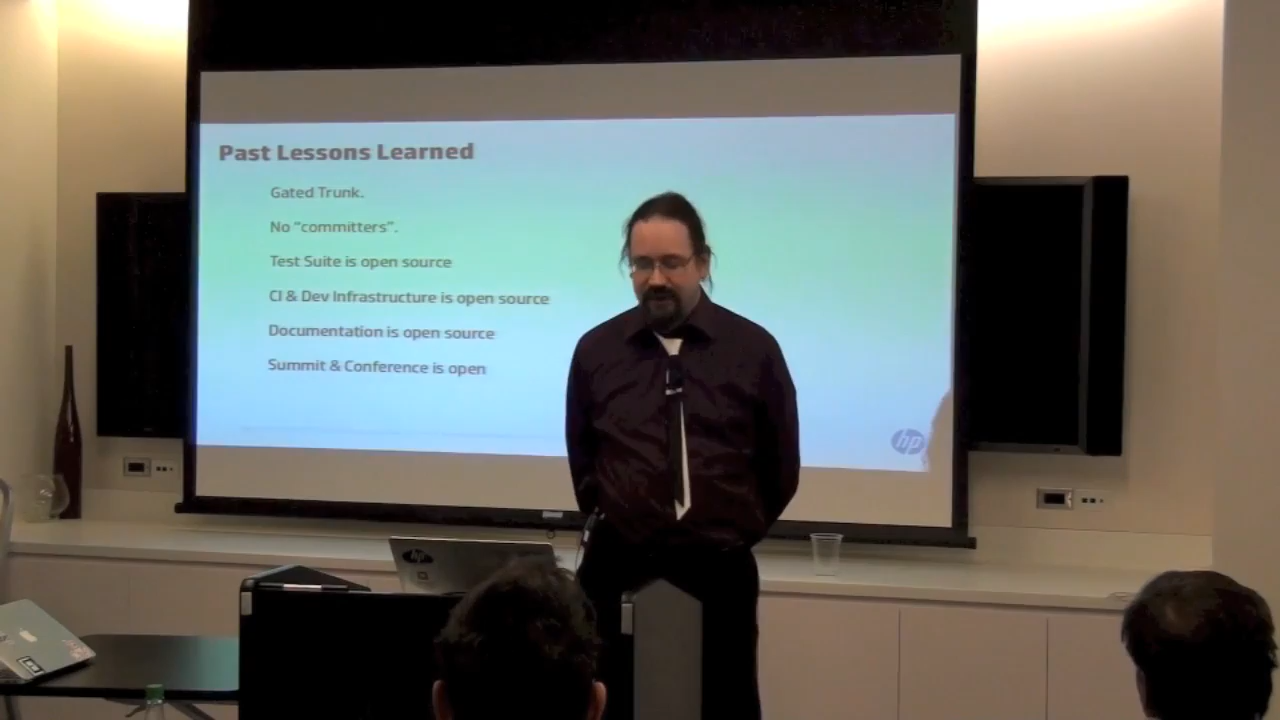 Past Lessons Learned
Gated Trunk.
No “committers”.
Test Suite is open source
CI & Dev Infrastructure is open source
Documentation is open source
Summit & Conference is open
hp
hp